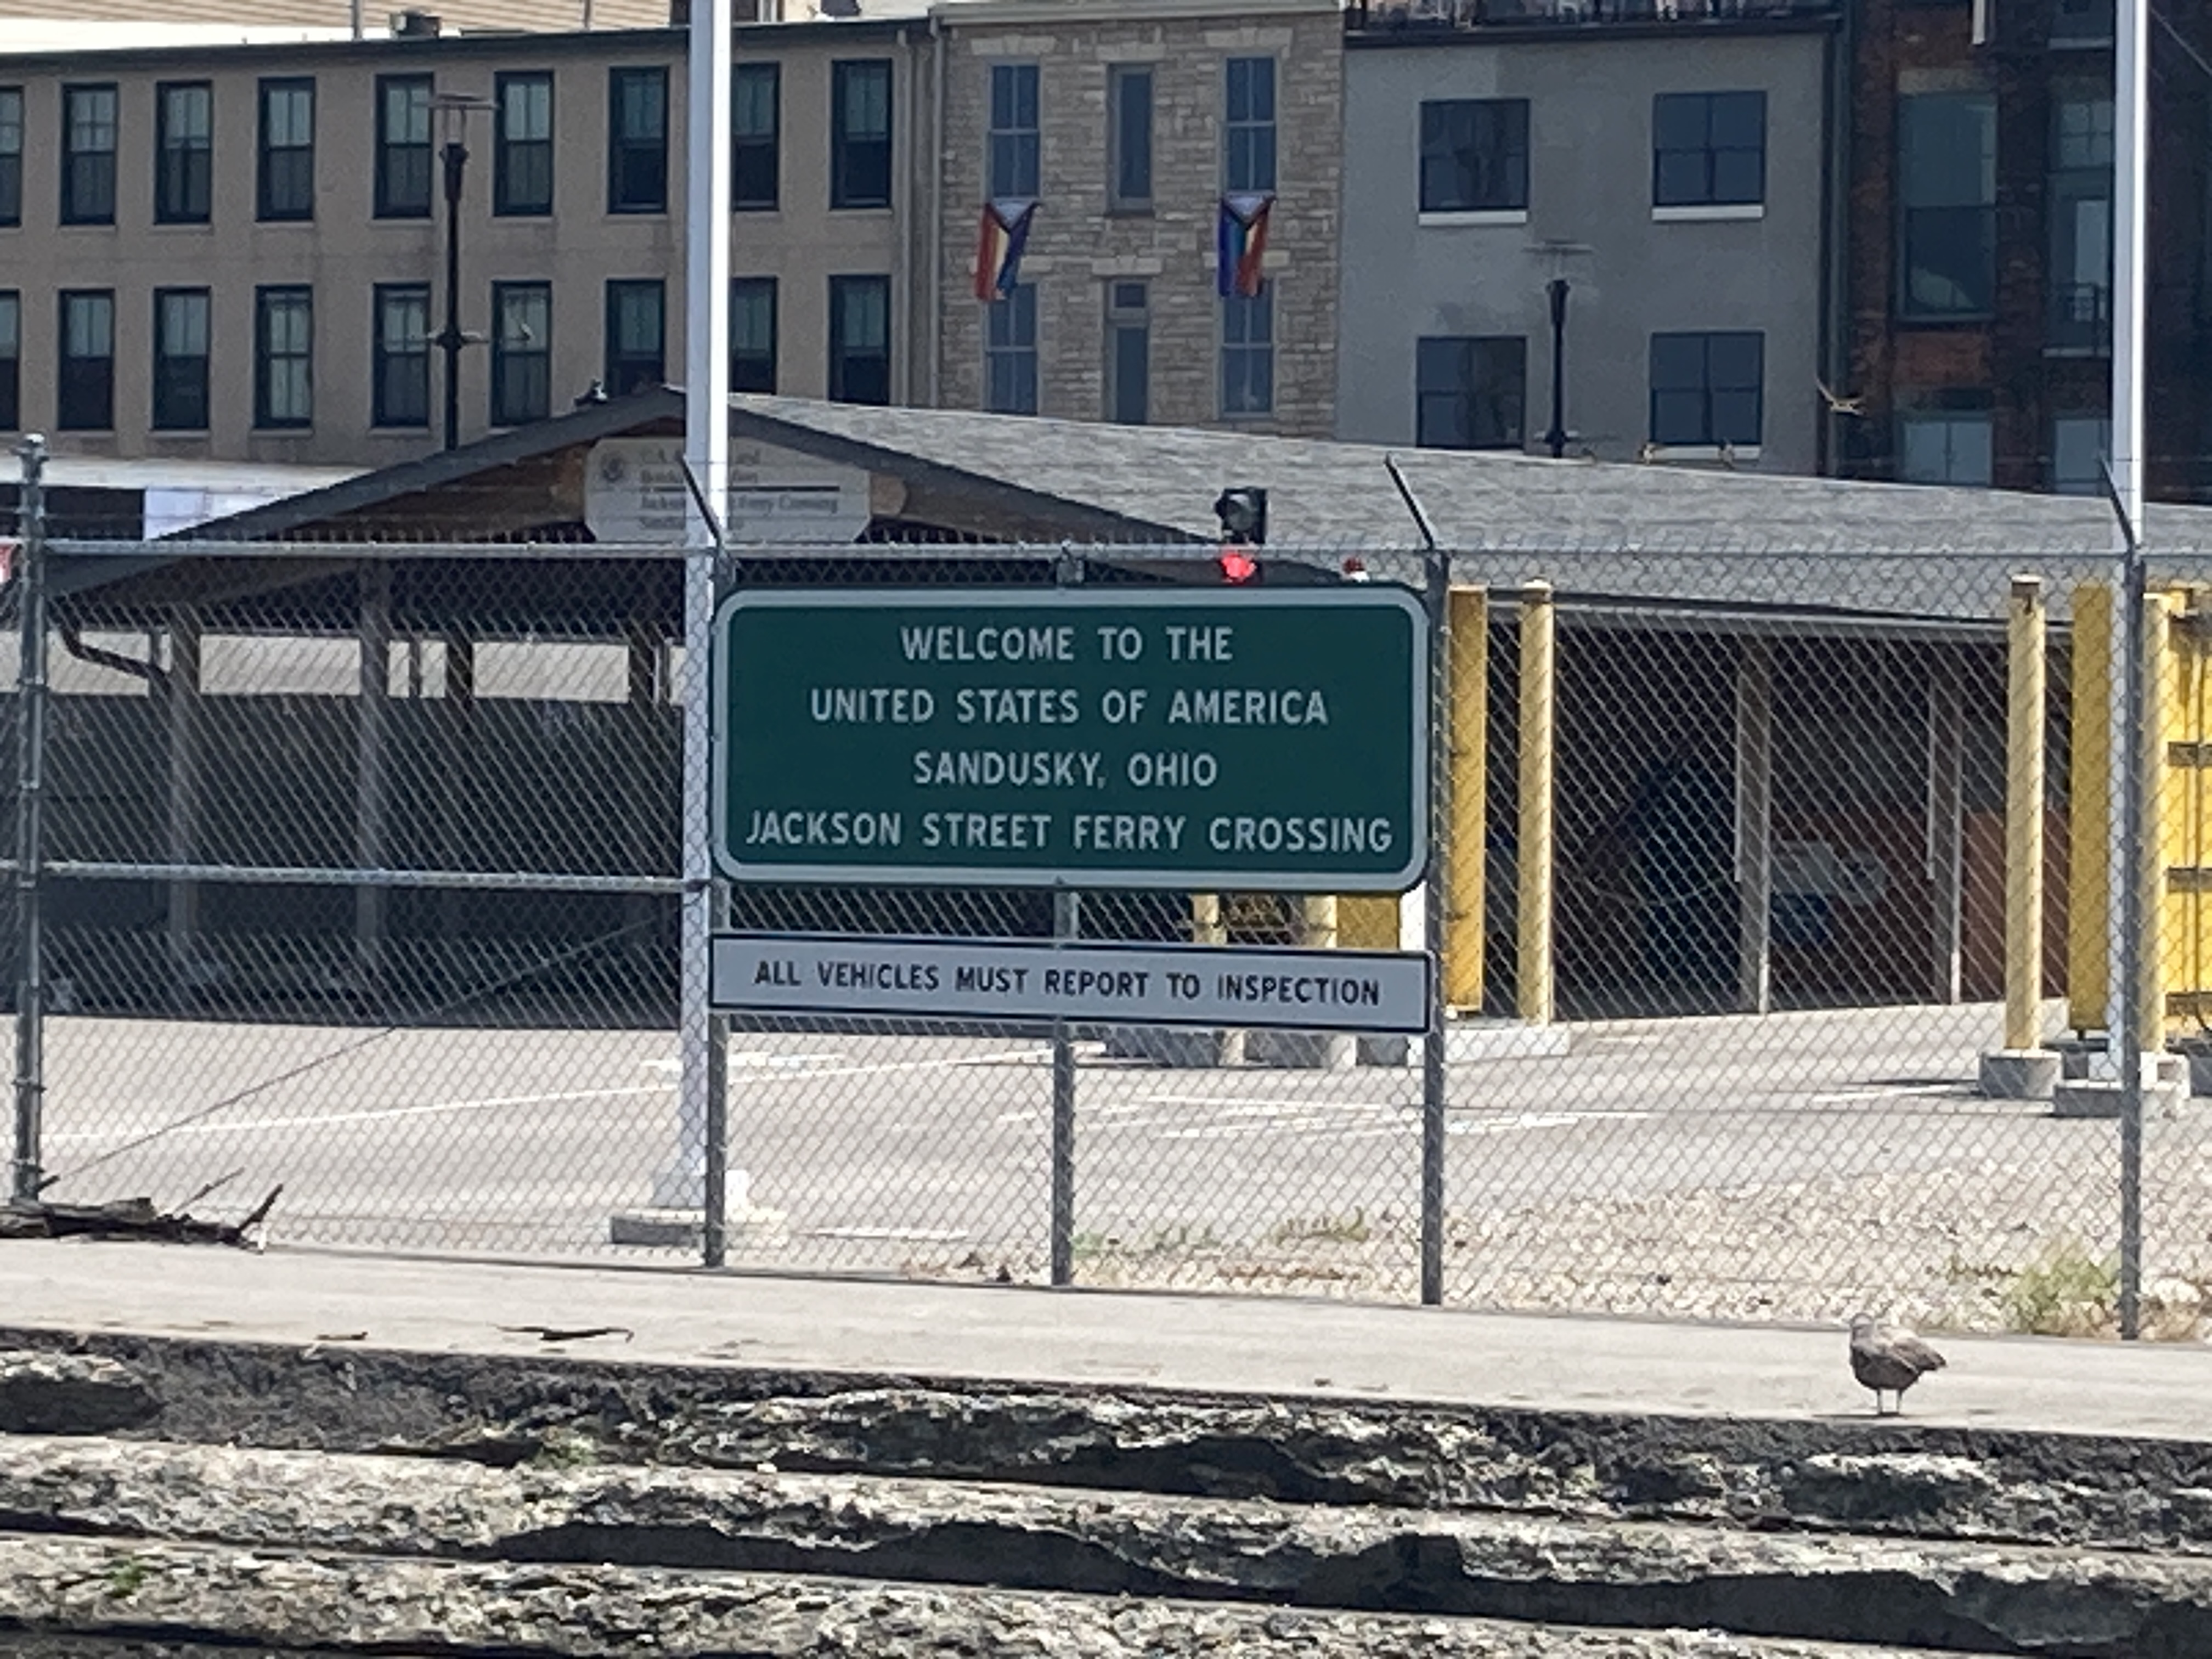 WELCOME TO THE
UNITED STATES OF AMERICA
SANDUSKY, OHIO
JACKSON STREET FERRY CROSSING
ALL VEHICLES MUST REPORT TO INSPECTION